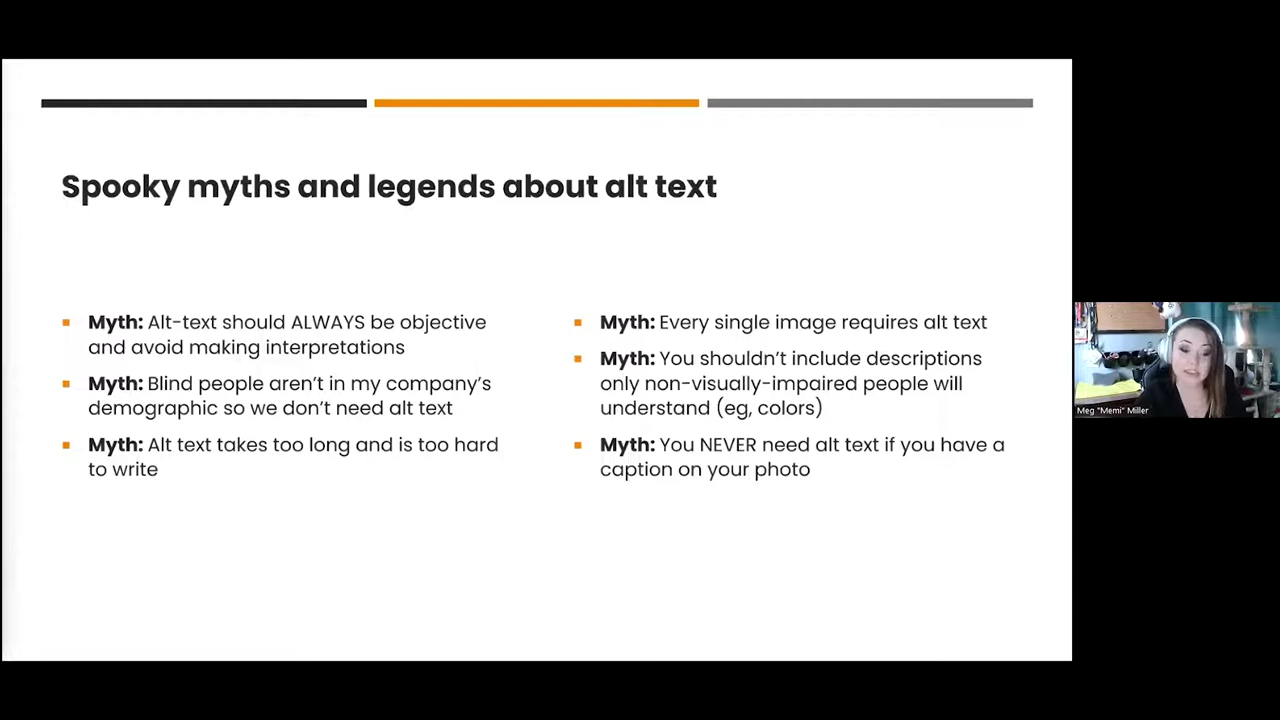 Spooky myths and legends about alt text
Myth: Alt-text should ALWAYS be objective
and avoid making interpretations
Myth: Blind people aren't in my company's
demographic so we don't need alt text
Myth: Alt text takes too long and is too hard
to write
Myth: Every single image requires alt text
Myth: You shouldn't include descriptions
only non-visually-impaired people will
understand (eg, colors)
Myth: You NEVER need alt text if you have a
caption on your photo
Meg "Memi" Miller